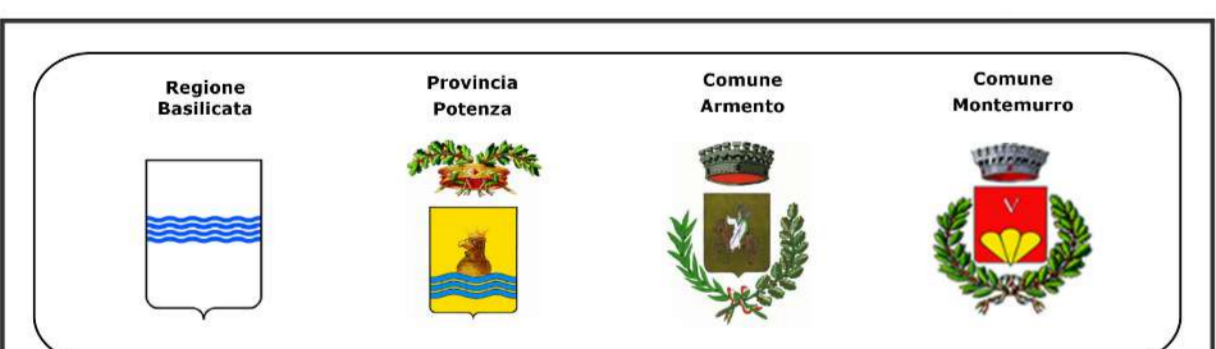 Regione
Basilicata
Provincia
Potenza
Comune
Armento
Comune
Montemurro
V